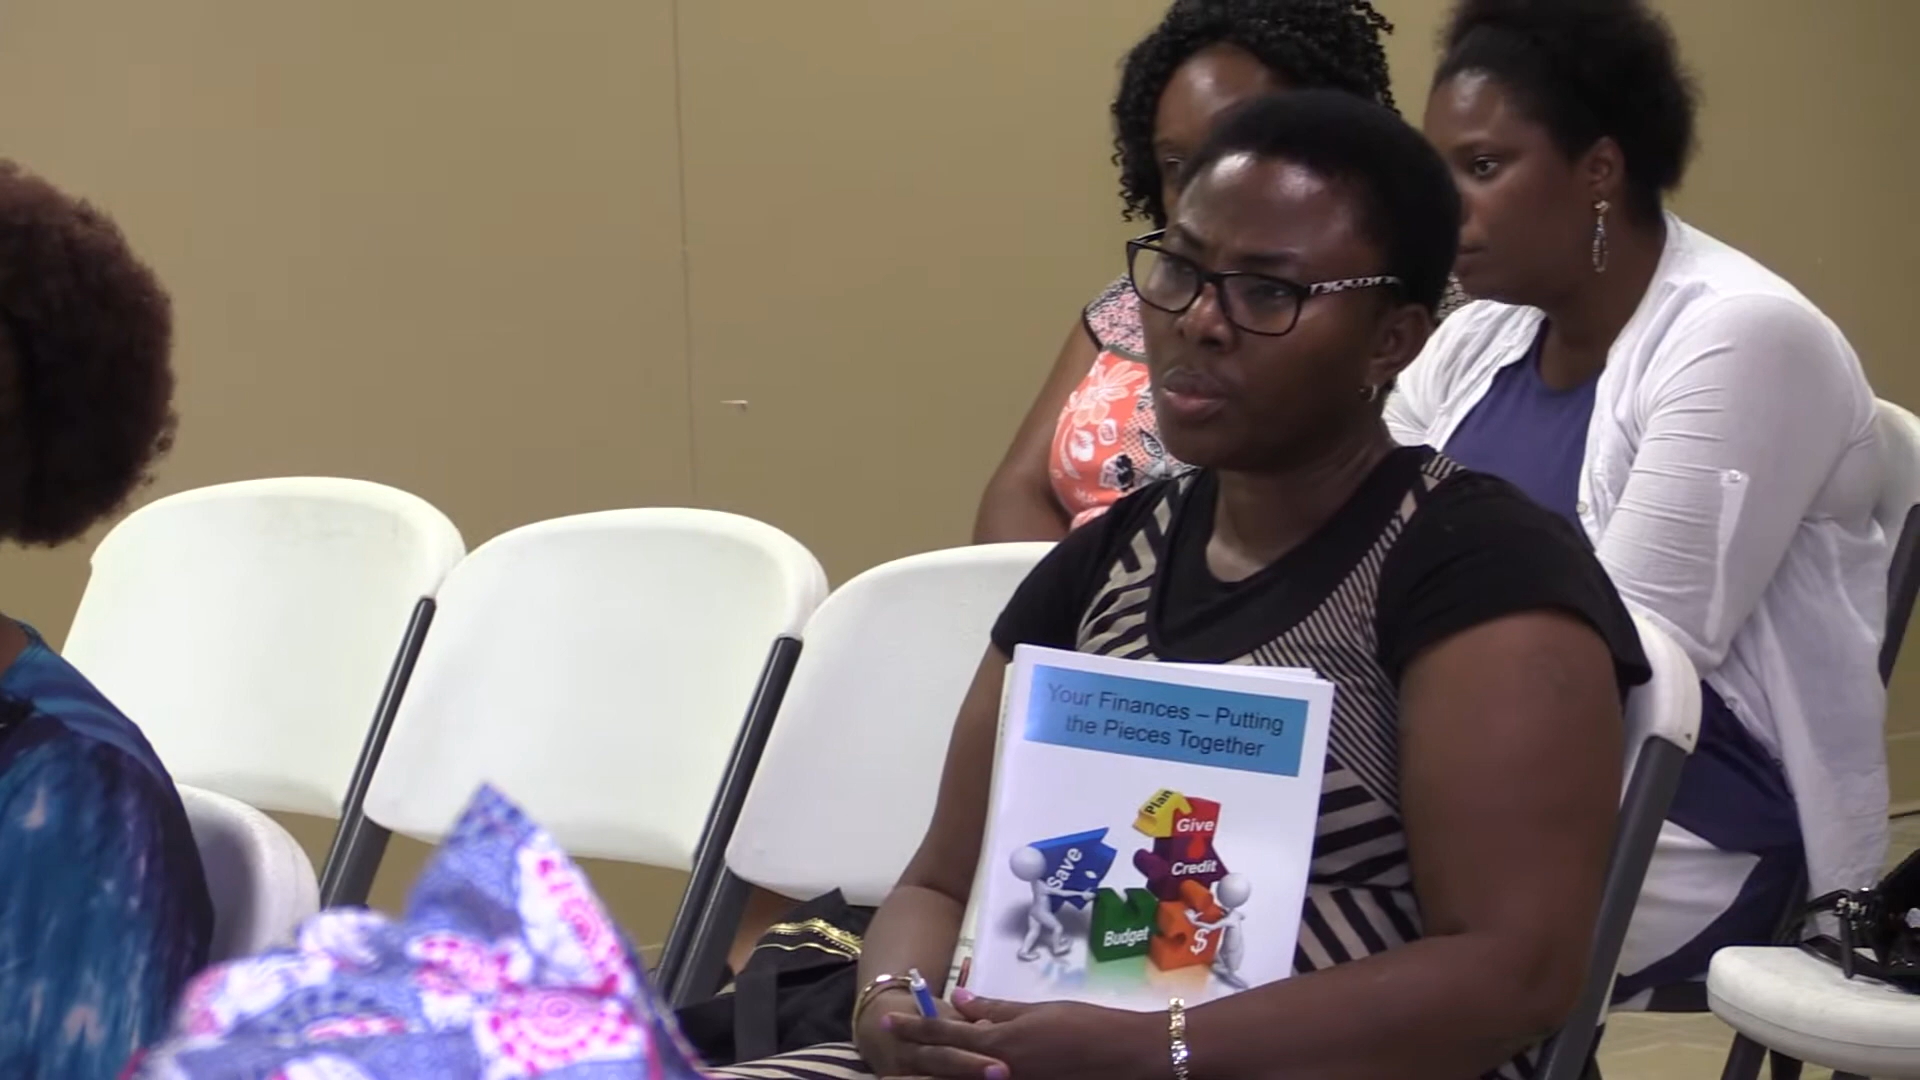 Your Finances – Putting
the Pieces Together
Plan
Give
Save
Credit
Budget
$